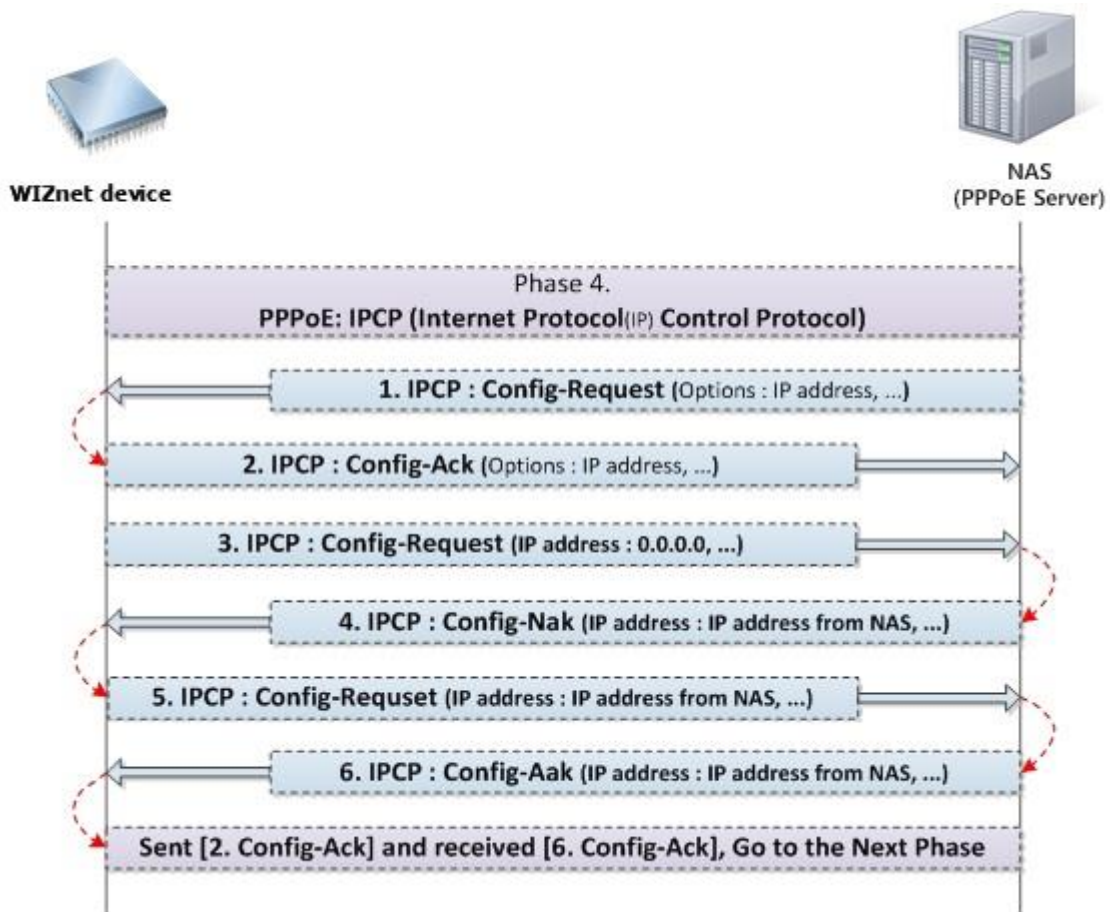 WIZnet device
NAS
(PPPoE Server)
Phase 4.
PPPoE: IPCP (Internet Protocol(IP) Control Protocol)
1. IPCP : Config-Request (Options : IP address, ...)
2. IPCP : Config-Ack (Options : IP address, ...)
3. IPCP : Config-Request (IP address : 0.0.0.0, ...)
4. IPCP : Config-Nak (IP address : IP address from NAS, ...)
5. IPCP : Config-Requset (IP address : IP address from NAS, ...)
6. IPCP : Config-Aak (IP address : IP address from NAS, ...)
Sent [2. Config-Ack] and received [6. Config-Ack], Go to the Next Phase